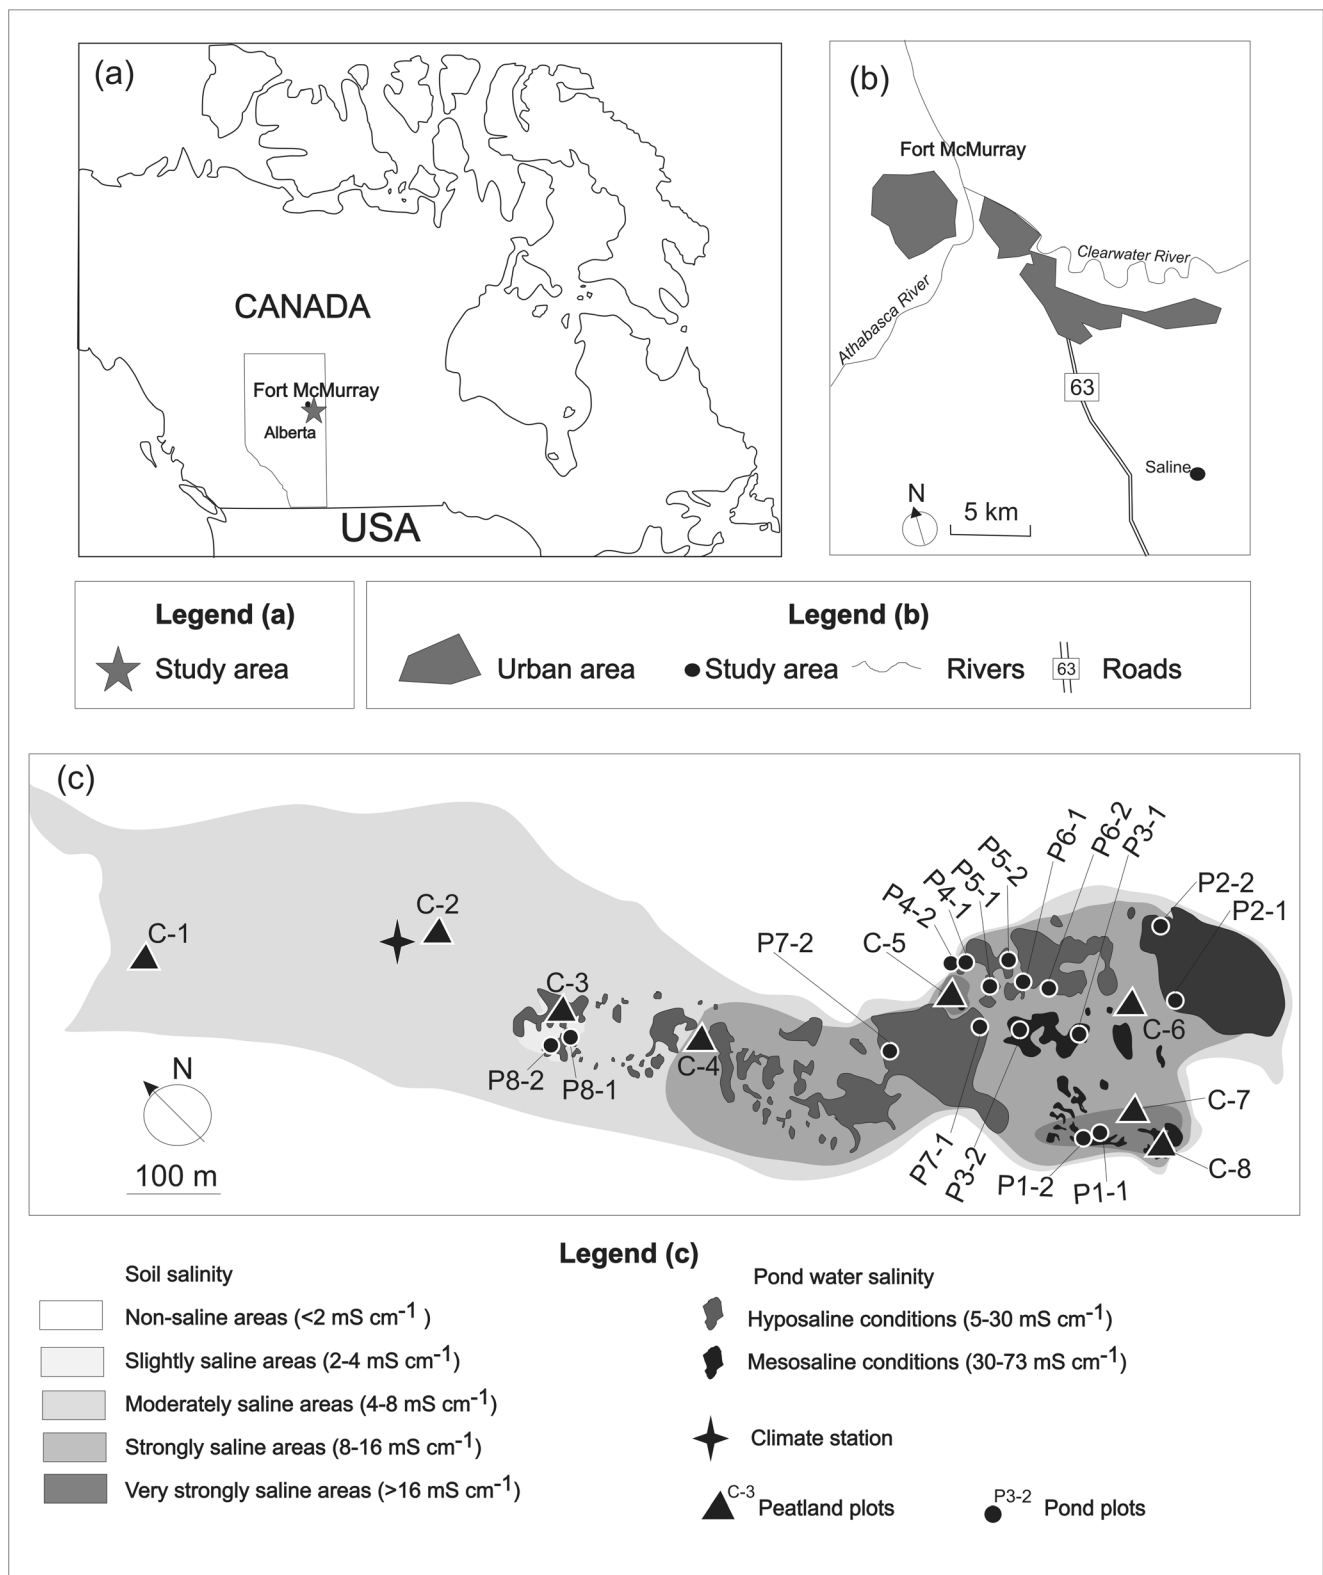 (a)
CANADA
Fort McMurray
Alberta
USA
(b)
Fort McMurray
Clearwater River
Athabasca River
63
Saline
N
5 km
Legend (a)
Study area
Legend (b)
Urban area
Study area
Rivers
63
Roads
(c)
C-1
C-2
C-3
P8-2
P8-1
C-4
P7-2
C-5
P4-2
P4-1
P5-1
P5-2
P6-1
P6-2
P3-1
P2-2
P2-1
C-6
C-7
C-8
P7-1
P3-2
P1-2
P1-1
N
100 m
Legend (c)
Soil salinity
Non-saline areas (<2 mS cm⁻¹ )
Slightly saline areas (2-4 mS cm⁻¹)
Moderately saline areas (4-8 mS cm⁻¹)
Strongly saline areas (8-16 mS cm⁻¹)
Very strongly saline areas (>16 mS cm⁻¹)
Pond water salinity
Hyposaline conditions (5-30 mS cm⁻¹)
Mesosaline conditions (30-73 mS cm⁻¹)
Climate station
C-3 Peatland plots
P3-2 Pond plots